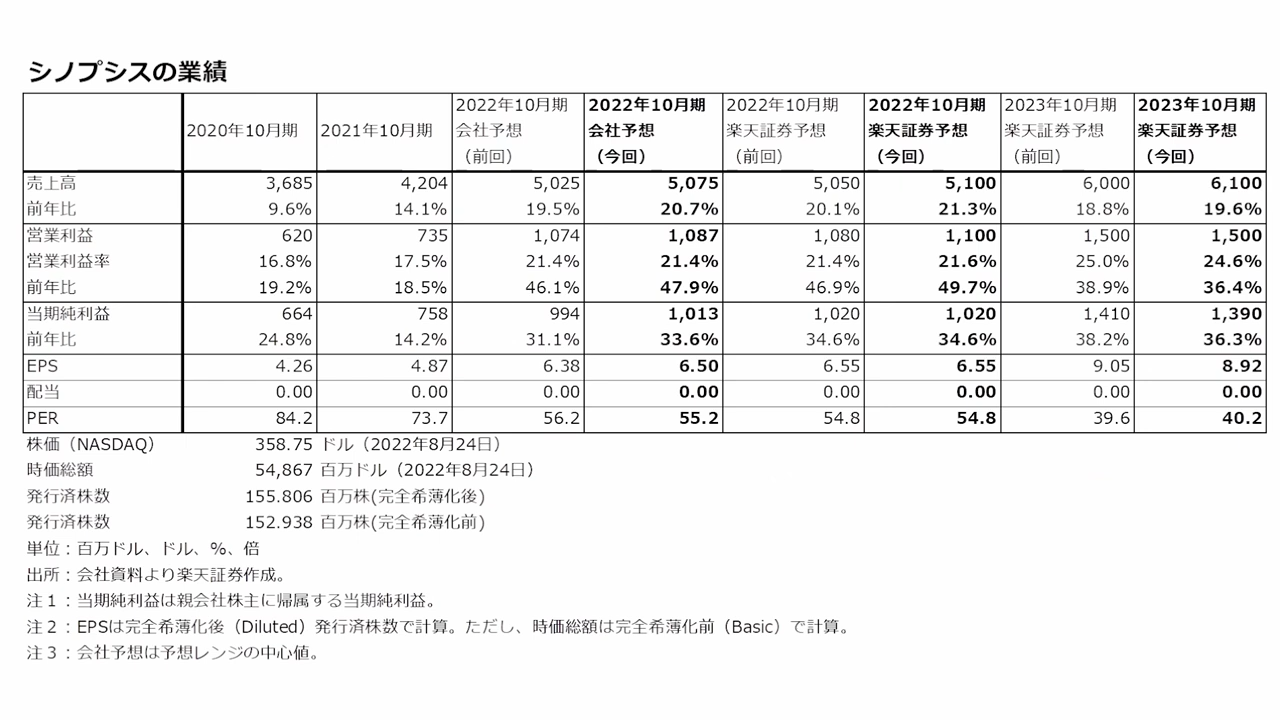 シノプシスの業績
2020年10月期 2021年10月期 2022年10月期 会社予想 （前回） 2022年10月期 会社予想 （今回） 2022年10月期 楽天証券予想 （前回） 2022年10月期 楽天証券予想 （今回） 2023年10月期 楽天証券予想 （前回） 2023年10月期 楽天証券予想 （今回）
売上高 3,685 4,204 5,025 5,075 5,050 5,100 6,000 6,100
前年比 9.6% 14.1% 19.5% 20.7% 20.1% 21.3% 18.8% 19.6%
営業利益 620 735 1,074 1,087 1,080 1,100 1,500 1,500
営業利益率 16.8% 17.5% 21.4% 21.4% 21.4% 21.6% 25.0% 24.6%
前年比 19.2% 18.5% 46.1% 47.9% 46.9% 49.7% 38.9% 36.4%
当期純利益 664 758 994 1,013 1,020 1,020 1,410 1,390
前年比 24.8% 14.2% 31.1% 33.6% 34.6% 34.6% 38.2% 36.3%
EPS 4.26 4.87 6.38 6.50 6.55 6.55 9.05 8.92
配当 0.00 0.00 0.00 0.00 0.00 0.00 0.00 0.00
PER 84.2 73.7 56.2 55.2 54.8 54.8 39.6 40.2
株価（NASDAQ） 358.75 ドル（2022年8月24日）
時価総額 54,867 百万ドル（2022年8月24日）
発行済株数 155.806 百万株(完全希薄化後)
発行済株数 152.938 百万株(完全希薄化前)
単位：百万ドル、ドル、%、倍
出所：会社資料より楽天証券作成。
注１：当期純利益は親会社株主に帰属する当期純利益。
注２：EPSは完全希薄化後（Diluted）発行済株数で計算。ただし、時価総額は完全希薄化前（Basic）で計算。
注３：会社予想は予想レンジの中心値。